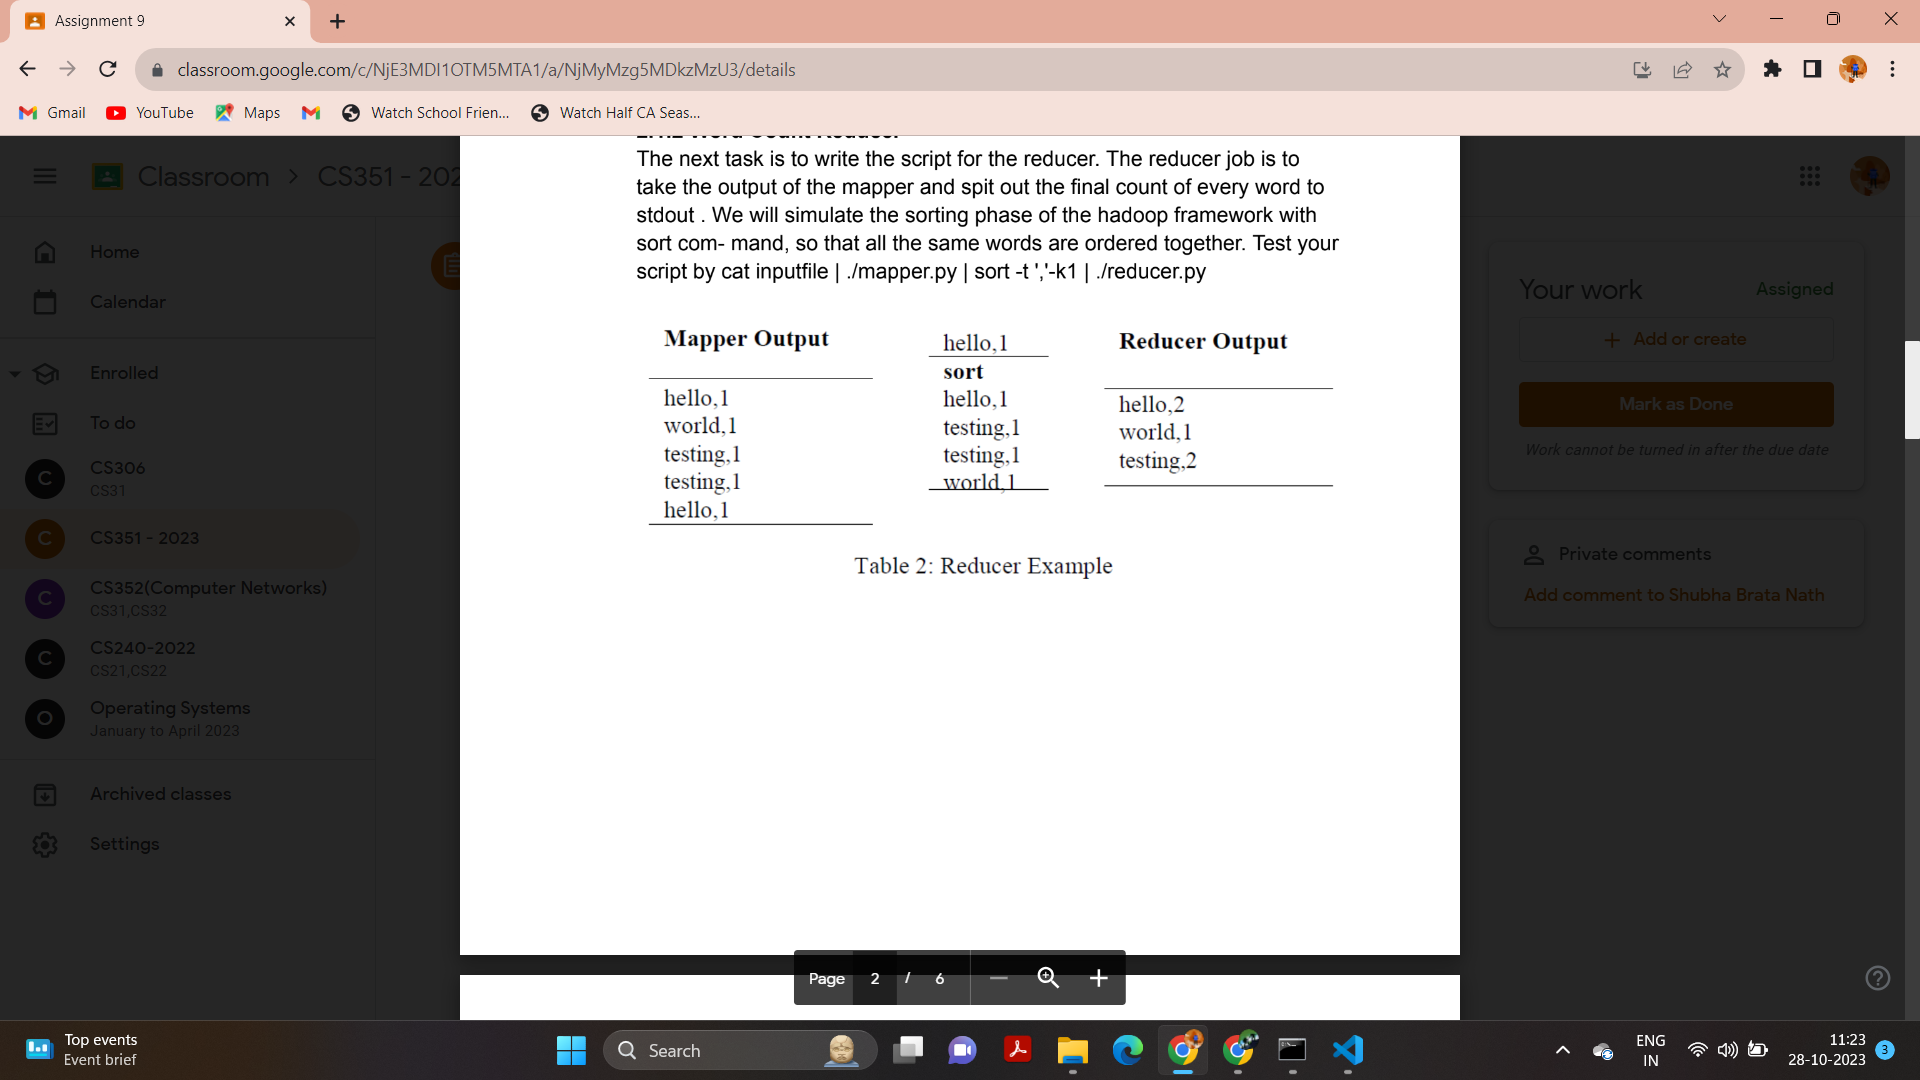 Assignment 9
classroom.google.com/c/NjE3MDI1OTM5MTA1/a/NjMyMzg5MDkzMzU3/details
Gmail
YouTube
Maps
Watch School Frien...
Watch Half CA Seas...
Classroom > CS351 - 202
Home
Calendar
Enrolled
To do
C
CS306
CS31
C
CS351 - 2023
C
CS352(Computer Networks)
CS31,CS32
C
CS240-2022
CS21,CS22
O
Operating Systems
January to April 2023
Archived classes
Settings
Word Count Reducer
The next task is to write the script for the reducer. The reducer job is to
take the output of the mapper and spit out the final count of every word to
stdout . We will simulate the sorting phase of the hadoop framework with
sort com- mand, so that all the same words are ordered together. Test your
script by cat inputfile | ./mapper.py | sort -t ','-k1 | ./reducer.py
Mapper Output
hello,1
world,1
testing,1
testing,1
hello,1
hello,1
sort
hello,1
testing,1
testing,1
world,1
Reducer Output
hello,2
world,1
testing,2
Table 2: Reducer Example
Page 2 / 6
Your work
Assigned
+ Add or create
Mark as Done
Work cannot be turned in after the due date
Private comments
Add comment to Shubha Brata Nath
Top events
Event brief
Search
ENG
IN
11:23
28-10-2023
3